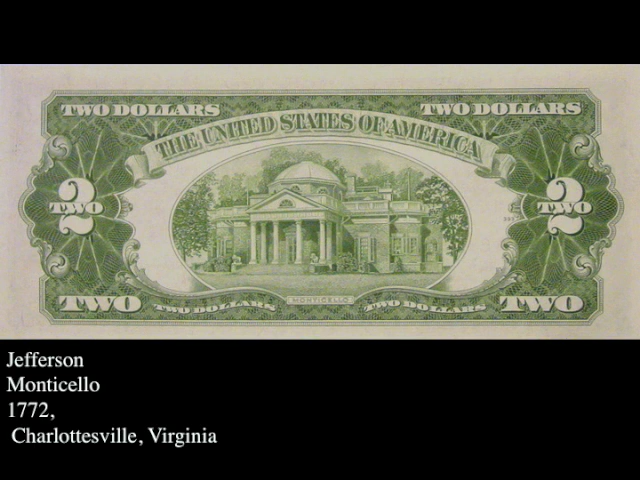 TWO DOLLARS TWO DOLLARS
THE UNITED STATES OF AMERICA
2 2
TWO TWO
MONTICELLO
TWO TWO DOLLARS TWO DOLLARS TWO
Jefferson
Monticello
1772,
Charlottesville, Virginia